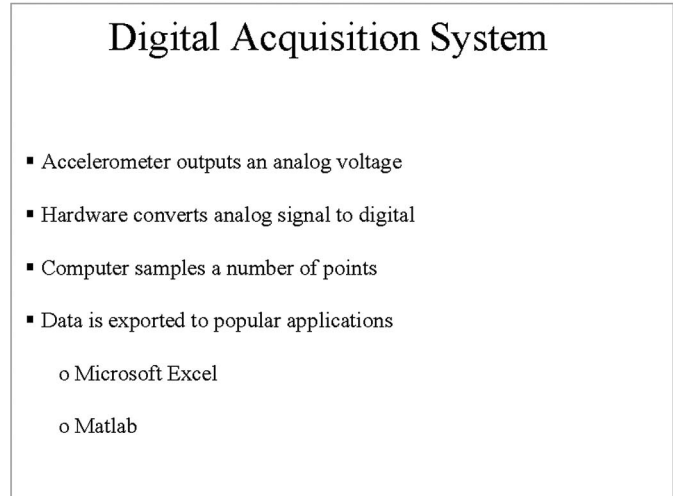 Digital Acquisition System
▪ Accelerometer outputs an analog voltage
▪ Hardware converts analog signal to digital
▪ Computer samples a number of points
▪ Data is exported to popular applications
o Microsoft Excel
o Matlab